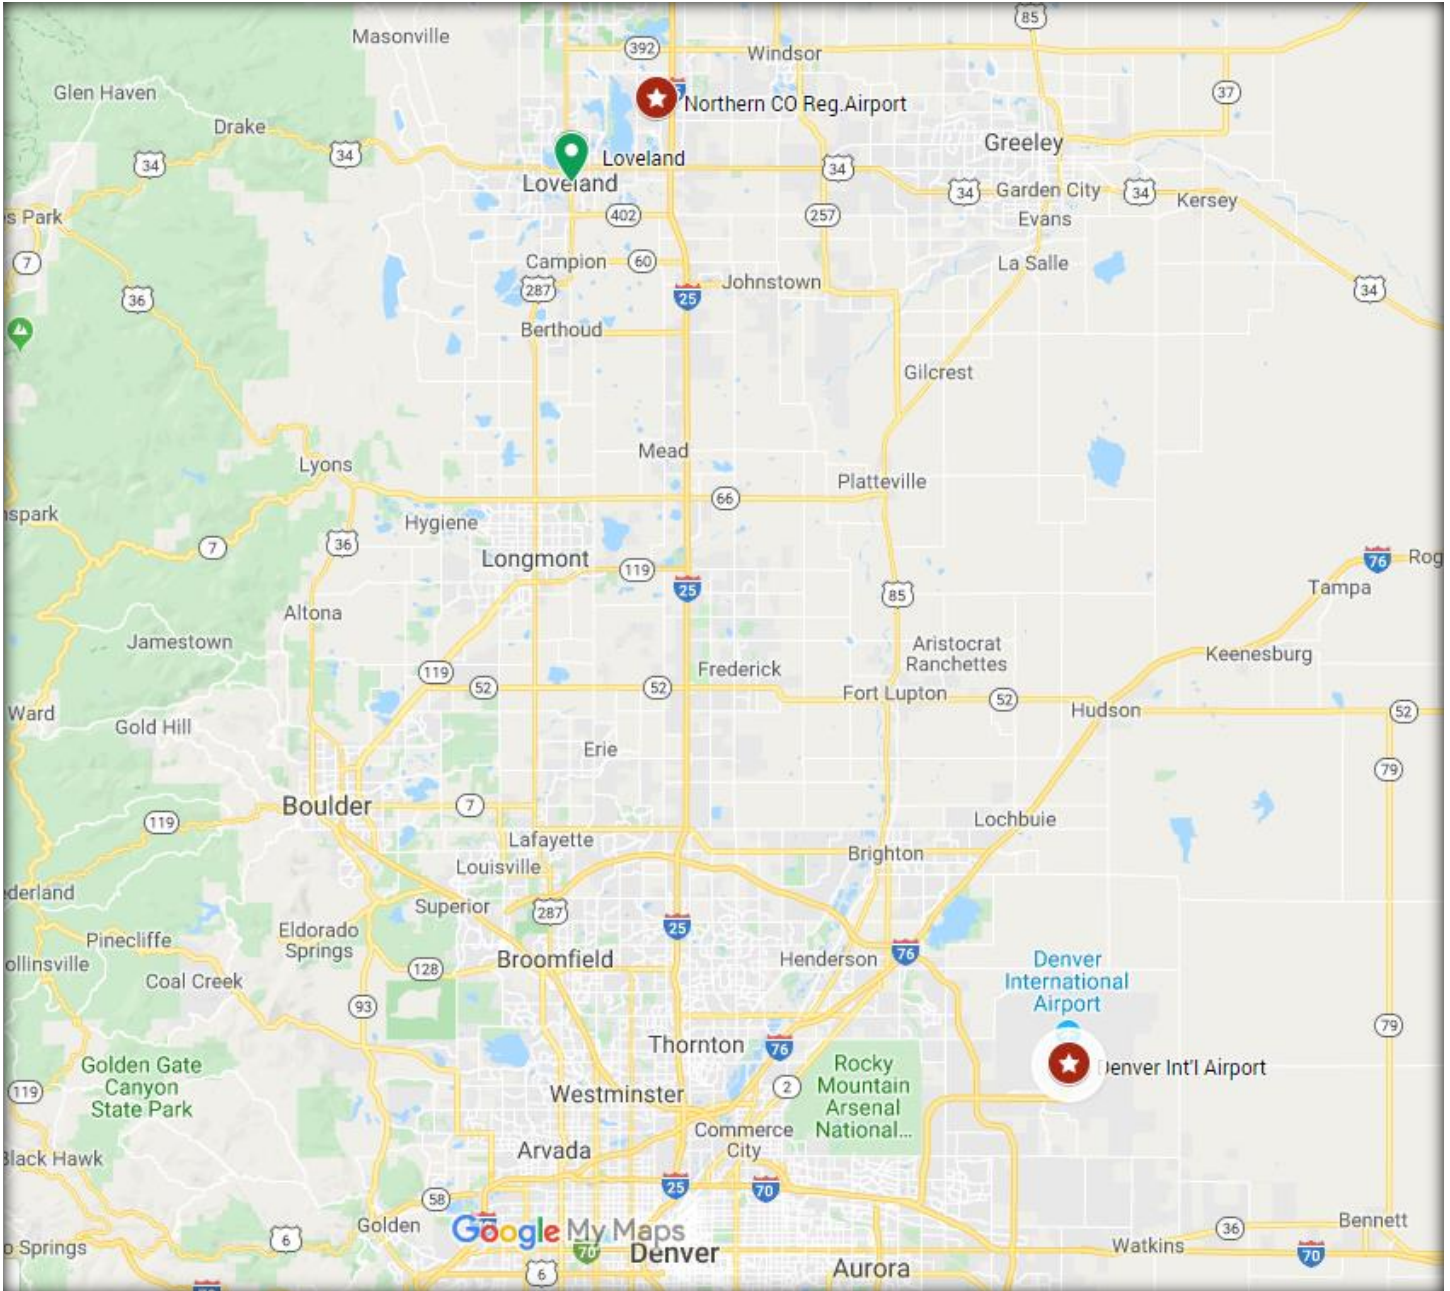 85
Masonville
392
Windsor
Glen Haven
37
Northern CO Reg.Airport
Drake
Greeley
34
34
Loveland
34
Loveland
34
Garden City
34
Kersey
s Park
402
257
Evans
7
Campion
60
La Salle
36
287
25
Johnstown
34
Berthoud
Gilcrest
Mead
Lyons
Platteville
66
nspark
Hygiene
7
36
Longmont
119
25
76
Rog
Tampa
85
Altona
Jamestown
Aristocrat
Ranchettes
Keenesburg
119
Frederick
52
52
Fort Lupton
52
Hudson
52
Ward
Gold Hill
Erie
79
Boulder
7
119
Lochbuie
Lafayette
Brighton
Louisville
ederland
Superior
287
25
Eldorado
Springs
Pinecliffe
76
ollinsville
Broomfield
Henderson
Denver
International
Airport
128
Coal Creek
93
79
Thornton
76
Golden Gate
Canyon
State Park
Rocky
Mountain
Arsenal
National...
Denver Int'l Airport
119
2
Westminster
Commerce
City
Arvada
Black Hawk
25
70
58
Golden
Google My Maps
36
Bennett
6
o Springs
70
Denver
Watkins
70
6
Aurora